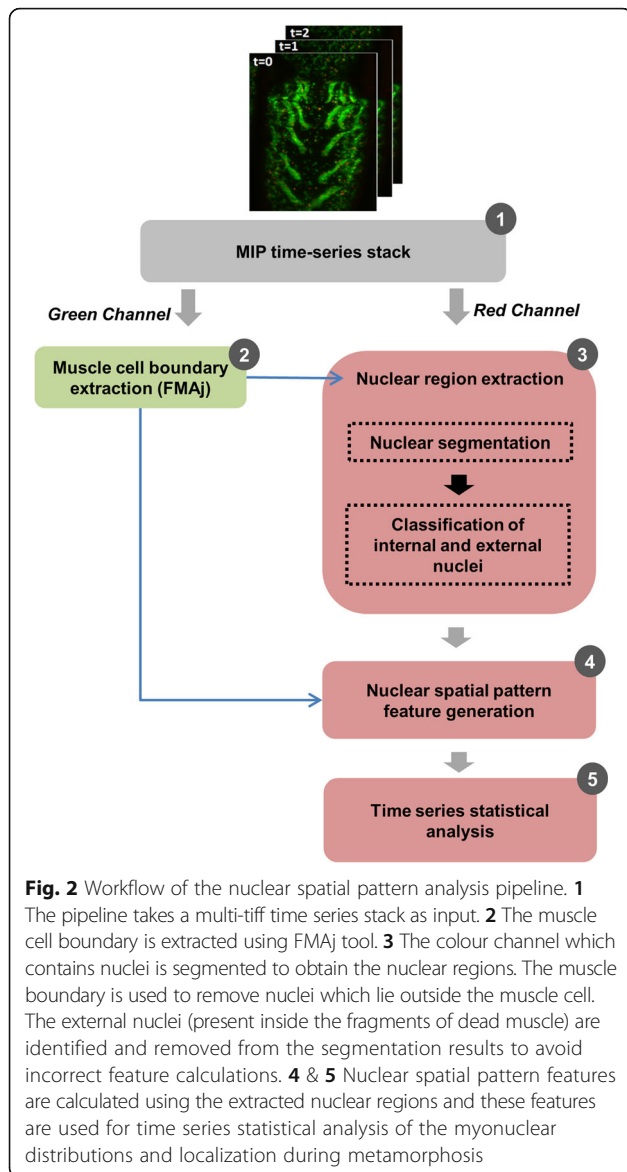 t=2
t=1
t=0
1
MIP time-series stack
Green Channel
Red Channel
2
3
Muscle cell boundary
extraction (FMAj)
Nuclear region extraction
Nuclear segmentation
Classification of
internal and external
nuclei
4
Nuclear spatial pattern
feature generation
5
Time series statistical
analysis
Fig. 2 Workflow of the nuclear spatial pattern analysis pipeline. 1
The pipeline takes a multi-tiff time series stack as input. 2 The muscle
cell boundary is extracted using FMAj tool. 3 The colour channel which
contains nuclei is segmented to obtain the nuclear regions. The muscle
boundary is used to remove nuclei which lie outside the muscle cell.
The external nuclei (present inside the fragments of dead muscle) are
identified and removed from the segmentation results to avoid
incorrect feature calculations. 4 & 5 Nuclear spatial pattern features
are calculated using the extracted nuclear regions and these features
are used for time series statistical analysis of the myonuclear
distributions and localization during metamorphosis